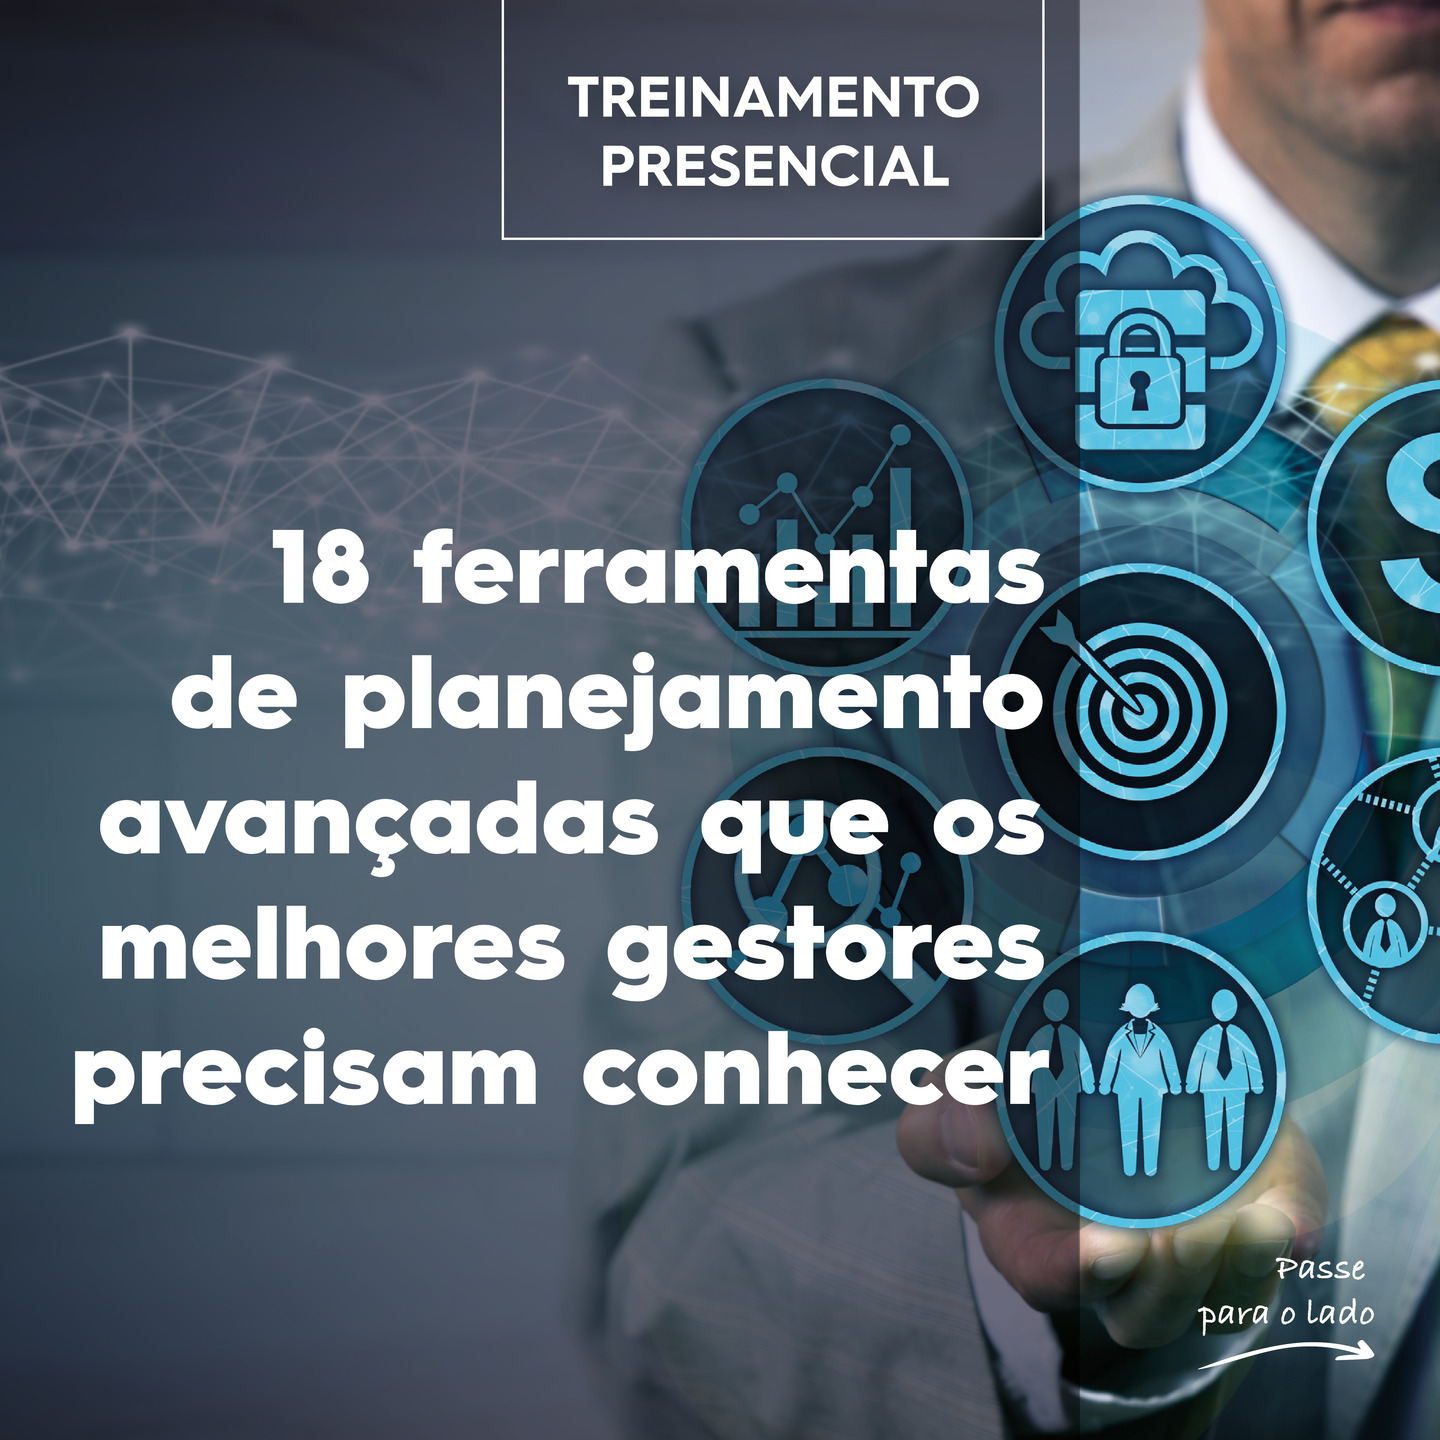 TREINAMENTO
PRESENCIAL
18 ferramentas
de planejamento
avançadas que os
melhores gestores
precisam conhecer
Passe
para o lado